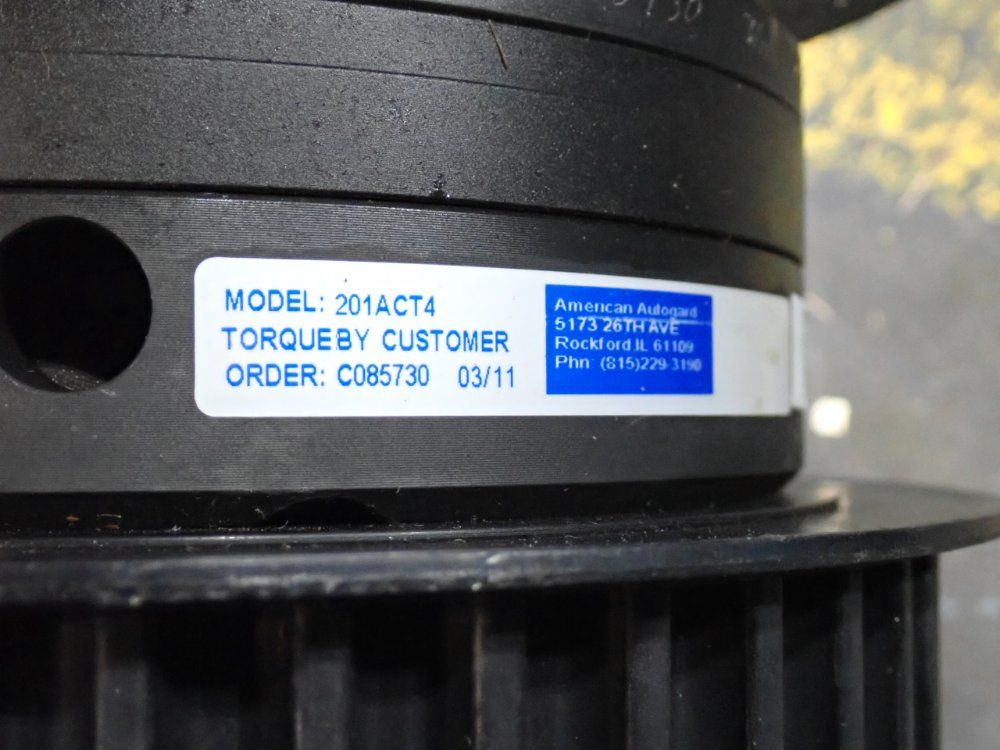 MODEL: 201ACT4
TORQUEBY CUSTOMER
ORDER: C085730 03/11
American Autogard
5173 26TH AVE
Rockford IL 61109
Phn: (815)229-3190